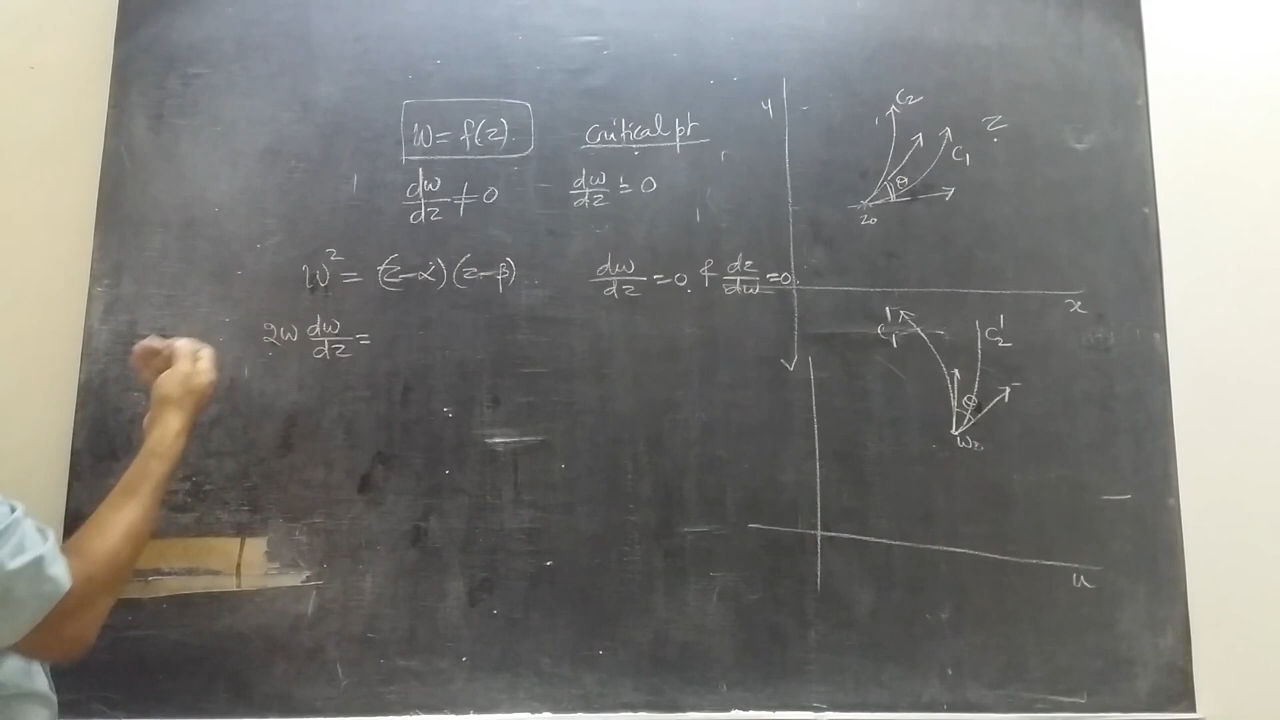 W = f(z).
critical pt
dw/dz ≠ 0
dw/dz = 0
W² = (z-α)(z-β)
dw/dz = 0. & dz/dw = 0.
2w dw/dz =
y
C2
C1
z
θ
z₀
x
C₁'
C₂'
θ
W₀
u